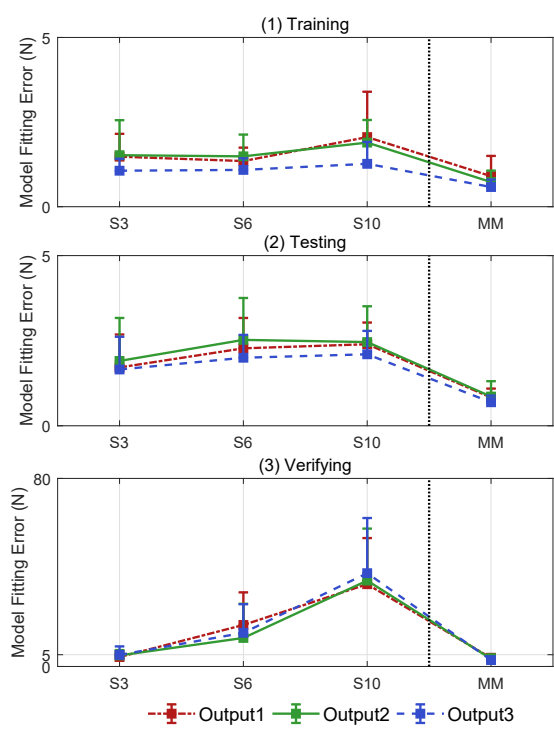 (1) Training
Model Fitting Error (N)
5
0
S3 S6 S10 MM
(2) Testing
Model Fitting Error (N)
5
0
S3 S6 S10 MM
(3) Verifying
Model Fitting Error (N)
80
5
0
S3 S6 S10 MM
Output1 Output2 Output3